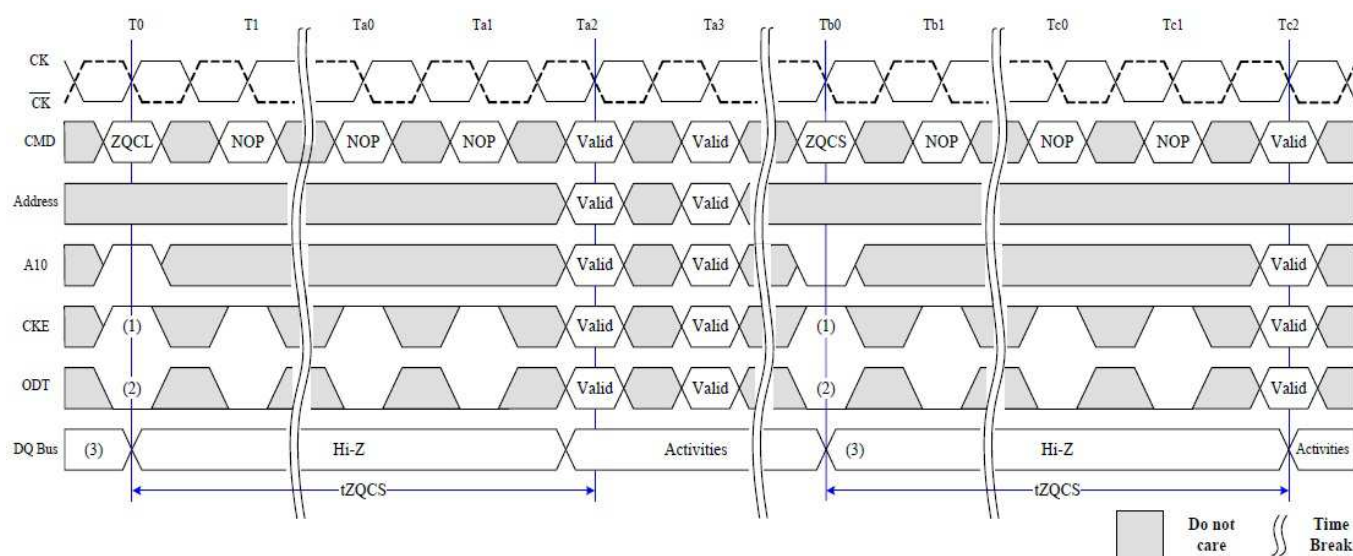 T0 T1 Ta0 Ta1 Ta2 Ta3 Tb0 Tb1 Tc0 Tc1 Tc2
CK
CK
CMD ZQCL NOP NOP NOP Valid Valid ZQCS NOP NOP NOP Valid
Address Valid Valid
A10 Valid Valid Valid
CKE (1) Valid Valid (1) Valid
ODT (2) Valid Valid (2) Valid
DQ Bus (3) Hi-Z Activities (3) Hi-Z Activities
tZQCS tZQCS
Do not care Time Break